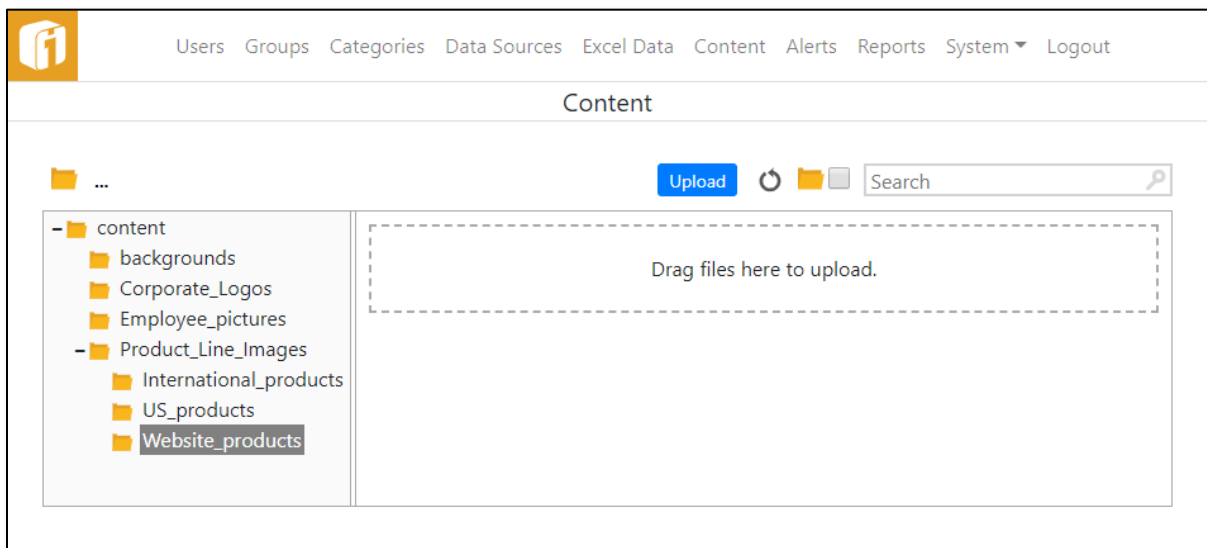 Users Groups Categories Data Sources Excel Data Content Alerts Reports System Logout
Content
...
Upload Search
content
backgrounds
Corporate_Logos
Employee_pictures
Product_Line_Images
International_products
US_products
Website_products
Drag files here to upload.